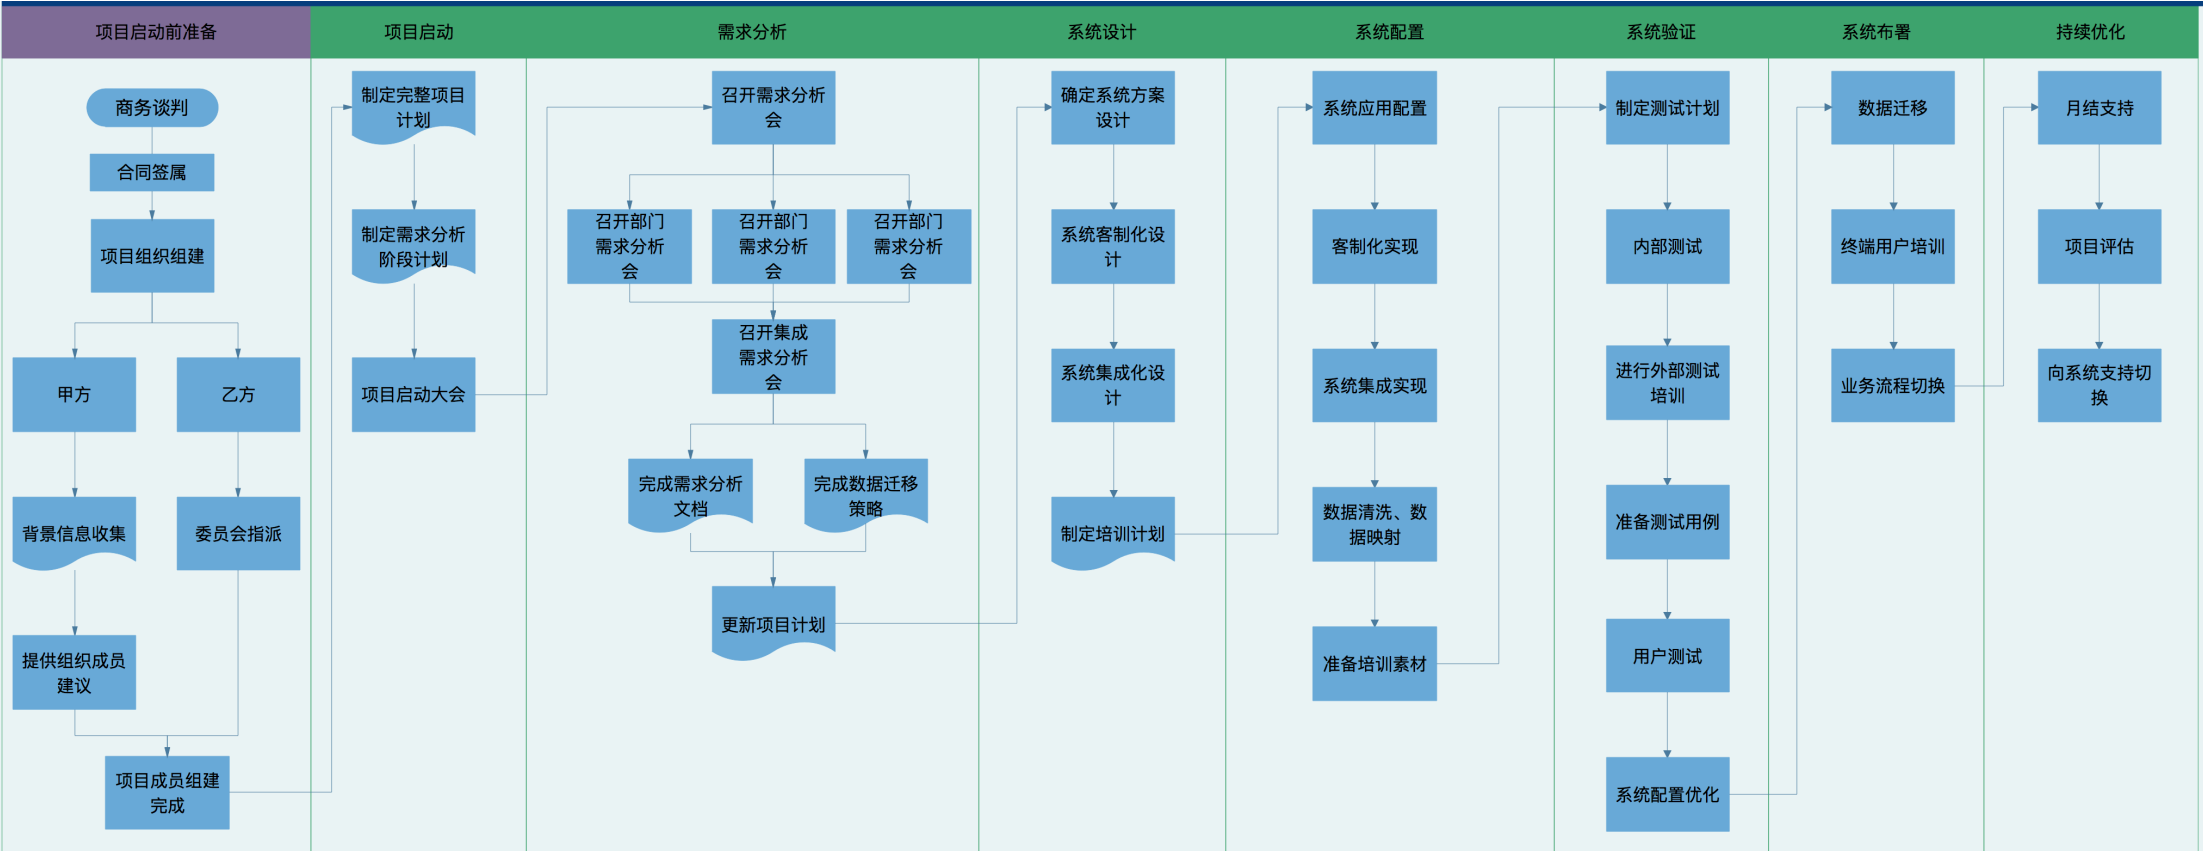 项目启动前准备
项目启动
需求分析
系统设计
系统配置
系统验证
系统布署
持续优化
商务谈判
合同签属
项目组织组建
甲方
乙方
背景信息收集
委员会指派
提供组织成员
建议
项目成员组建
完成
制定完整项目
计划
制定需求分析
阶段计划
项目启动大会
召开需求分析
会
召开部门
需求分析
会
召开部门
需求分析
会
召开部门
需求分析
会
召开集成
需求分析
会
完成需求分析
文档
完成数据迁移
策略
更新项目计划
确定系统方案
设计
系统客制化设
计
系统集成化设
计
制定培训计划
系统应用配置
客制化实现
系统集成实现
数据清洗、数
据映射
准备培训素材
制定测试计划
内部测试
进行外部测试
培训
准备测试用例
用户测试
系统配置优化
数据迁移
终端用户培训
业务流程切换
月结支持
项目评估
向系统支持切
换